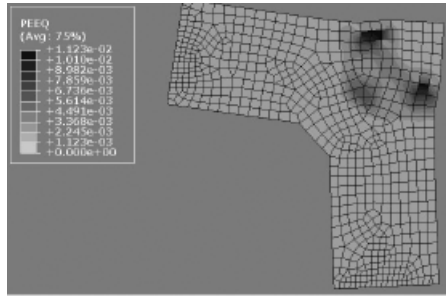 PEEQ
(Avg: 75%)
+1.123e-02
+1.010e-02
+8.982e-03
+7.859e-03
+6.736e-03
+5.614e-03
+4.491e-03
+3.368e-03
+2.245e-03
+1.123e-03
+0.000e+00